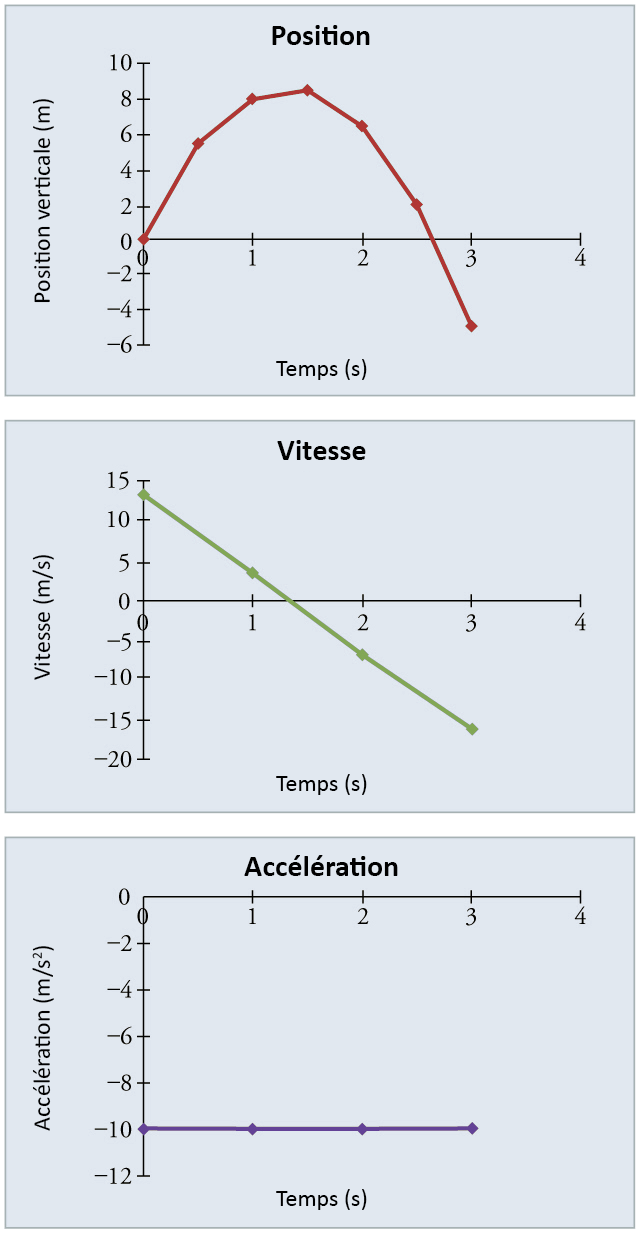 Position
Position verticale (m)
10
8
6
4
2
0
−2
−4
−6
0 1 2 3 4
Temps (s)
Vitesse
Vitesse (m/s)
15
10
5
0
−5
−10
−15
−20
0 1 2 3 4
Temps (s)
Accélération
Accélération (m/s²)
0
−2
−4
−6
−8
−10
−12
0 1 2 3 4
Temps (s)